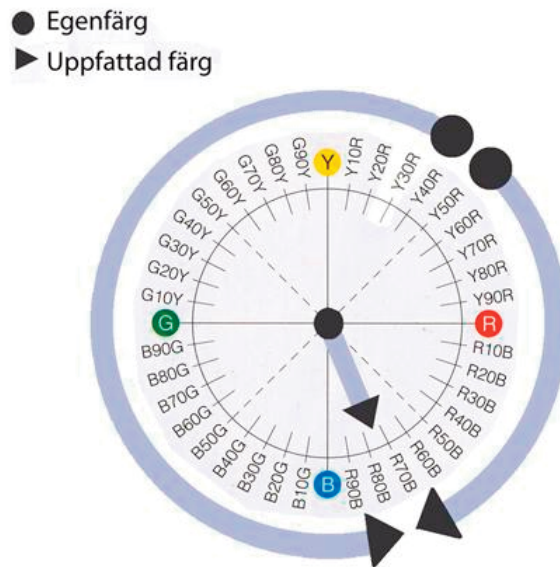 Egenfärg
Uppfattad färg
Y
Y10R
Y20R
Y30R
Y40R
Y50R
Y60R
Y70R
Y80R
Y90R
R
R10B
R20B
R30B
R40B
R50B
R60B
R70B
R80B
R90B
B
B10G
B20G
B30G
B40G
B50G
B60G
B70G
B80G
B90G
G
G10Y
G20Y
G30Y
G40Y
G50Y
G60Y
G70Y
G80Y
G90Y